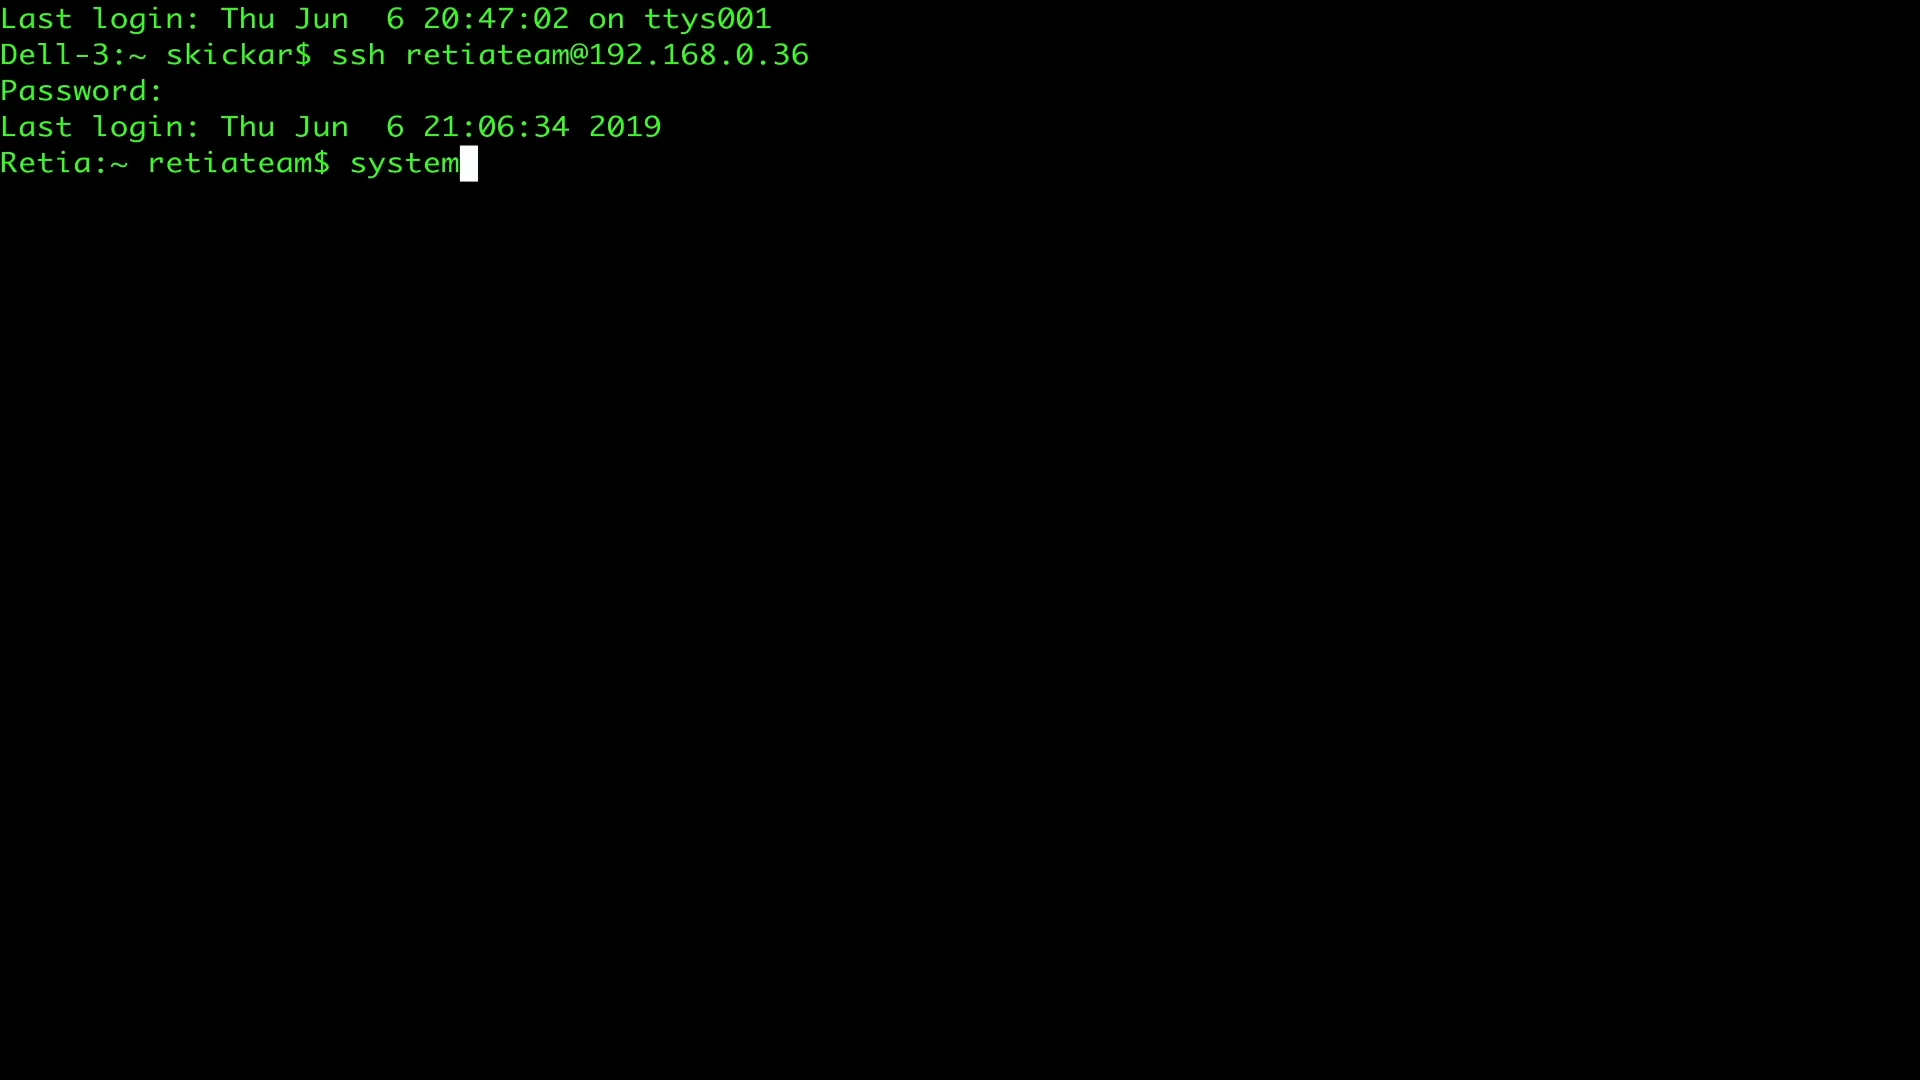 Last login: Thu Jun  6 20:47:02 on ttys001
Dell-3:~ skickar$ ssh retiateam@192.168.0.36
Password:
Last login: Thu Jun  6 21:06:34 2019
Retia:~ retiateam$ system